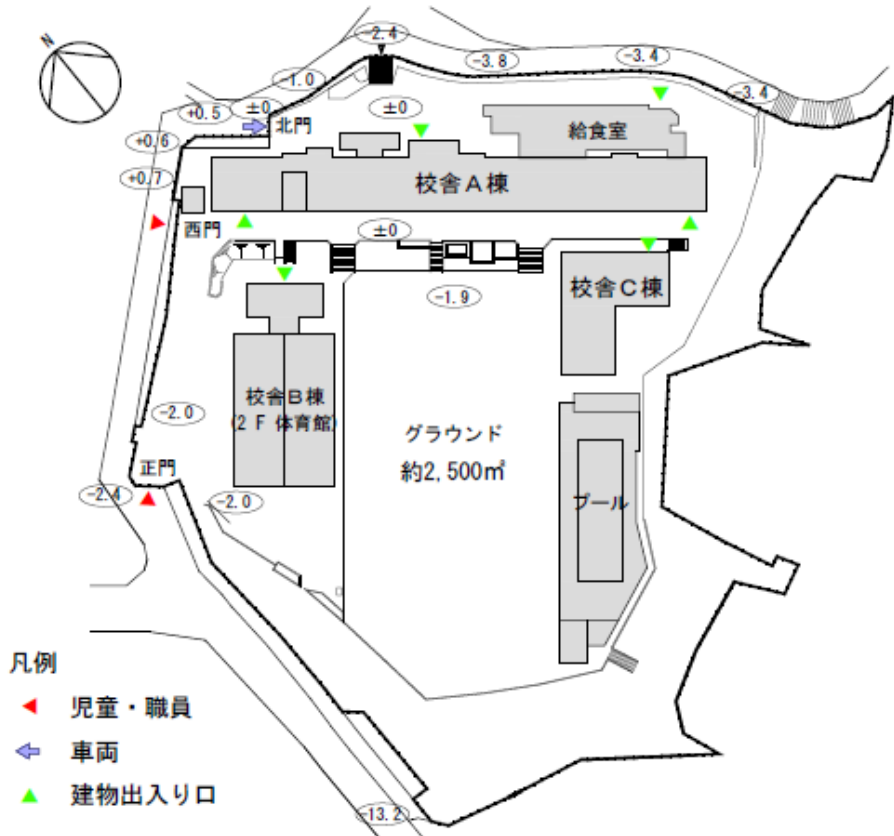 N
-2.4
-3.8
-3.4
-3.4
-1.0
+0.5
±0
±0
+0.6
北門
給食室
+0.7
校舎A棟
西門
±0
-1.9
校舎C棟
校舎B棟
(2F 体育館)
-2.0
グラウンド
約2,500㎡
正門
-2.4
-2.0
プール
凡例
児童・職員
車両
建物出入り口
-13.2